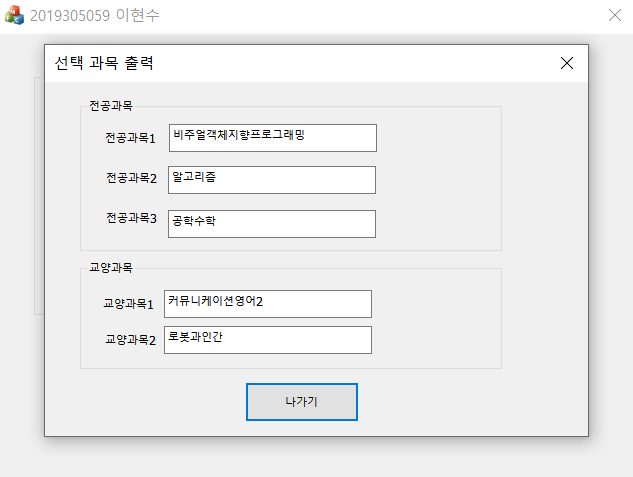 2019305059 이현수
선택 과목 출력
전공과목
전공과목1 비주얼객체지향프로그래밍
전공과목2 알고리즘
전공과목3 공학수학
교양과목
교양과목1 커뮤니케이션영어2
교양과목2 로봇과인간
나가기